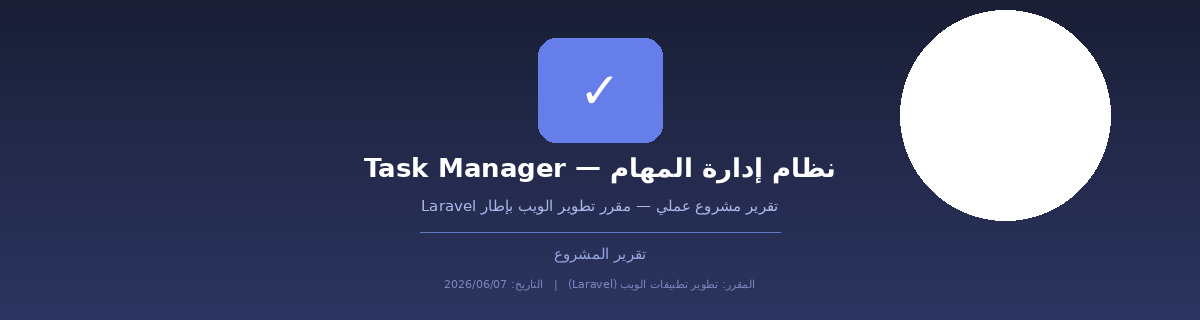 ✓
نظام إدارة المهام — Task Manager
تقرير مشروع عملي — مقرر تطوير الويب بإطار Laravel
تقرير المشروع
المقرر: تطوير تطبيقات الويب (Laravel) | التاريخ: 2026/06/07